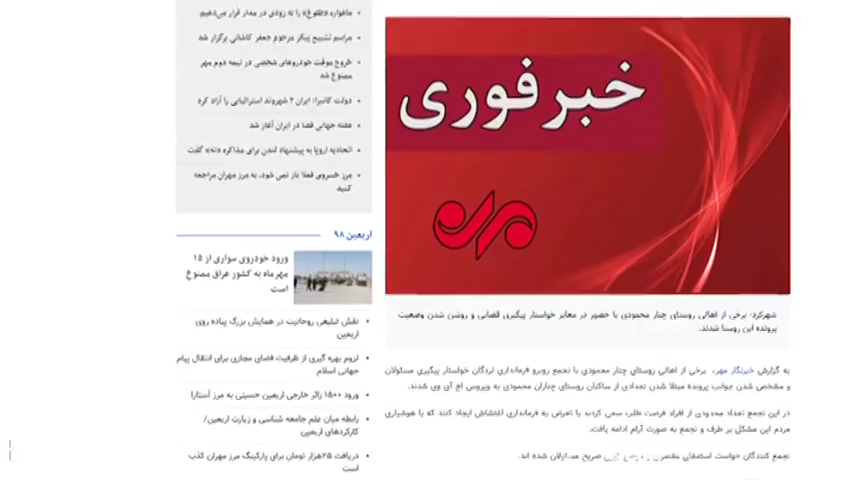 خبر فوری
شهرکرد- برخی از اهالی روستای چنار محمودی با حضور در معابر خواستار پیگیری قضایی و روشن شدن وضعیت
پرونده این روستا شدند.
به گزارش خبرنگار مهر، برخی از اهالی روستای چنار محمودی با تجمع روبرو فرمانداری لردگان خواستار پیگیری مسئولان
و مشخص شدن جوانب پرونده مبتلا شدن تعدادی از ساکنان روستای چناران محمودی به ویروس اچ آی وی شدند.
در این تجمع تعداد معدودی از افراد فرصت طلب سعی کردند با تعرض به فرمانداری اغتشاش ایجاد کنند که با هوشیاری
مردم این مشکل بر طرف و تجمع به صورت آرام ادامه یافت.
تجمع کنندگان خواست، استعفای صریح مسئولان شده اند.
ماهواره «ظفر» را به زودی در مدار قرار می‌دهیم
مراسم تشییع پیکر مرحوم جعفر کاشانی برگزار شد
خروج موقت خودروهای شخصی در نیمه دوم مهر
ممنوع شد
دولت کانبرا: ایران ۲ شهروند استرالیایی را آزاد کرد
هفته جهانی فضا در ایران آغاز شد
اتحادیه اروپا به پیشنهاد لندن برای مذاکره «نه» گفت
مرز خسروی فعلا باز نمی شود، به مرز مهران مراجعه
کنید
اربعین ۹۸
ورود خودروی سواری از ۱۵
مهرماه به کشور عراق ممنوع
است
نقش تبلیغی روحانیت در همایش بزرگ پیاده روی
اربعین
لزوم بهره گیری از ظرفیت فضای مجازی برای انتقال پیام
جهانی اسلام
ورود ۱۵۰۰ زائر خارجی اربعین حسینی به مرز آستارا
رابطه میان علم جامعه شناسی و زیارت اربعین/
کارکردهای اربعین
دریافت ۲۵هزار تومان برای پارکینگ مرز مهران کذب
است